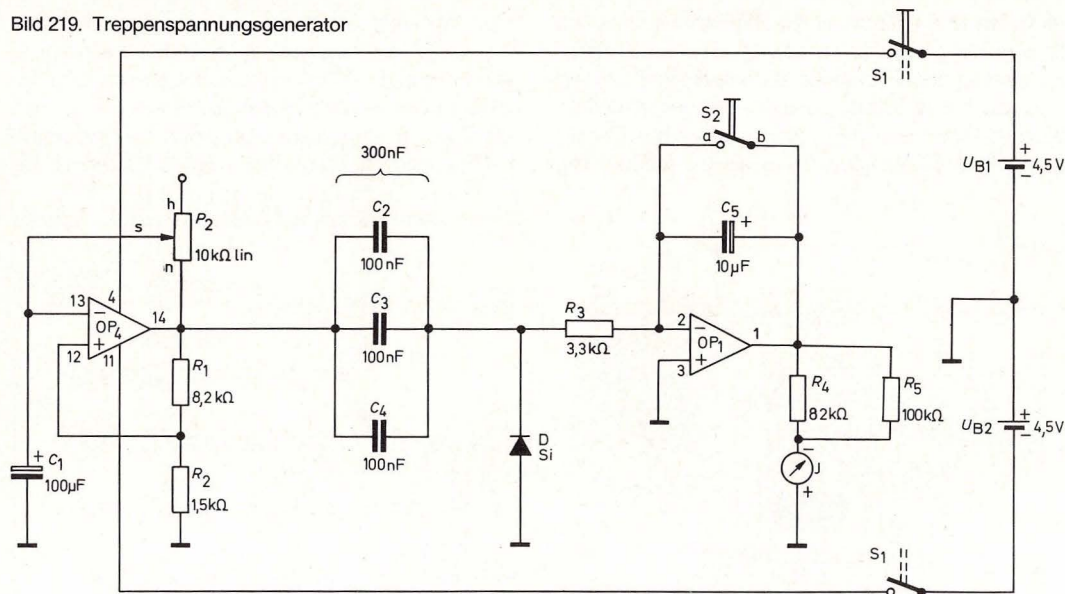 Bild 219. Treppenspannungsgenerator
S₁
S₂
a b
U_B1
+
4,5V
−
300nF
C₂
100nF
C₃
100nF
C₄
100nF
h
s
P₂
10kΩ lin
n
C₅ +
10µF
13 4
−
OP₄
14
+
12 11
R₁
8,2kΩ
R₂
1,5kΩ
+ C₁
100µF
D
Si
R₃
3,3kΩ
2
−
OP₁
1
+
3
R₄
82kΩ
R₅
100kΩ
−
J
+
U_B2
+
4,5V
−
S₁